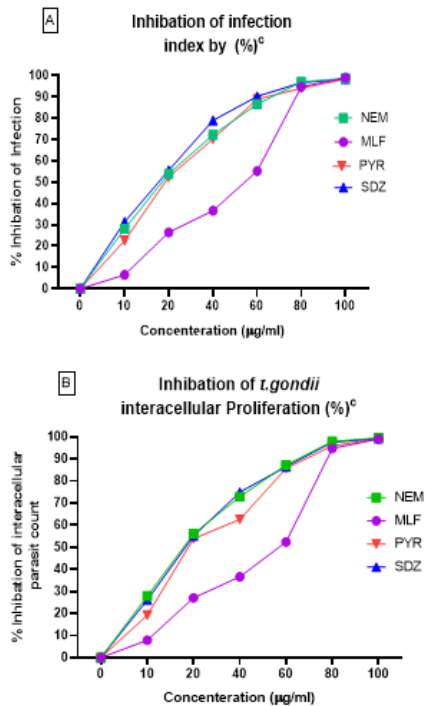 A
Inhibation of infection
index by (%)c
% Inhibation of Infection
100
90
80
70
60
50
40
30
20
10
0
0 10 20 40 60 80 100
Concenteration (μg/ml)
NEM
MLF
PYR
SDZ
B
Inhibation of t.gondii
interacellular Proliferation (%)c
% Inhibation of interacellular
parasit count
100
90
80
70
60
50
40
30
20
10
0
0 10 20 40 60 80 100
Concenteration (μg/ml)
NEM
MLF
PYR
SDZ